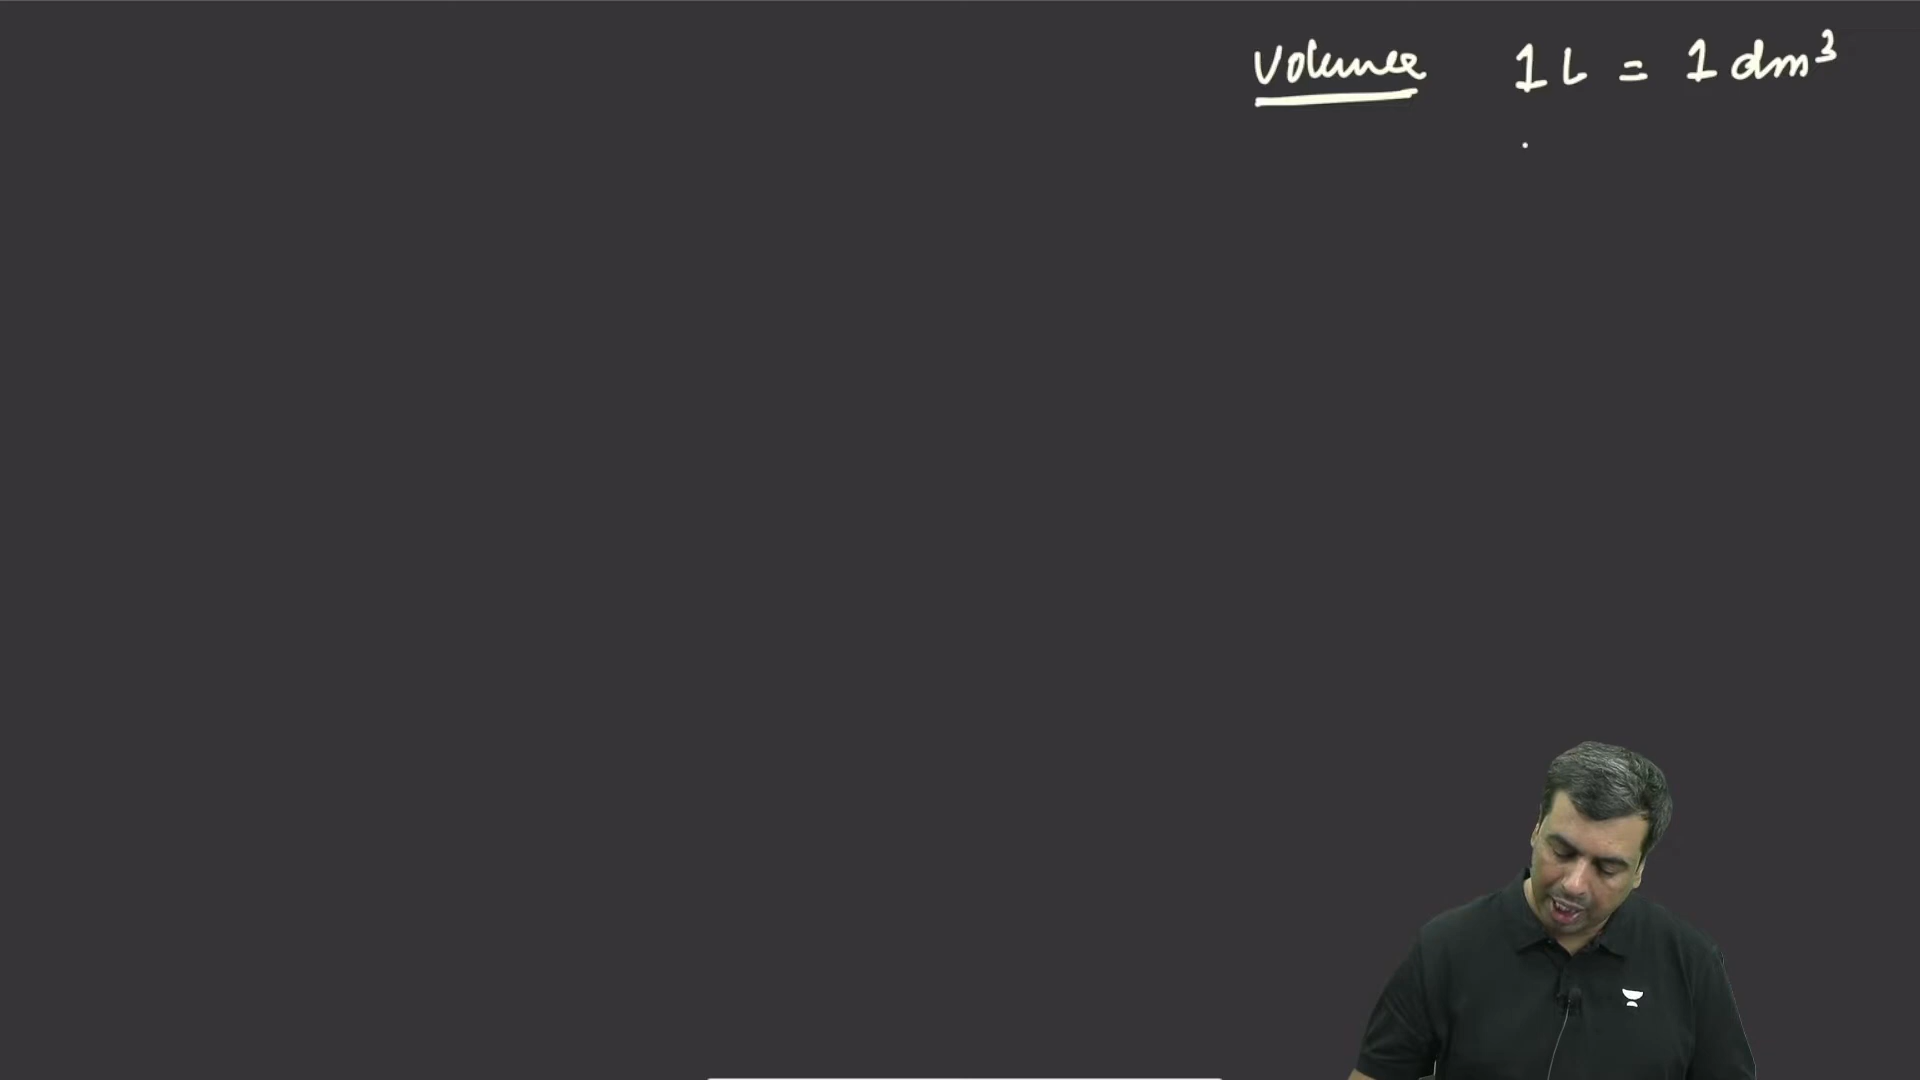 Volume 1 L = 1 dm³